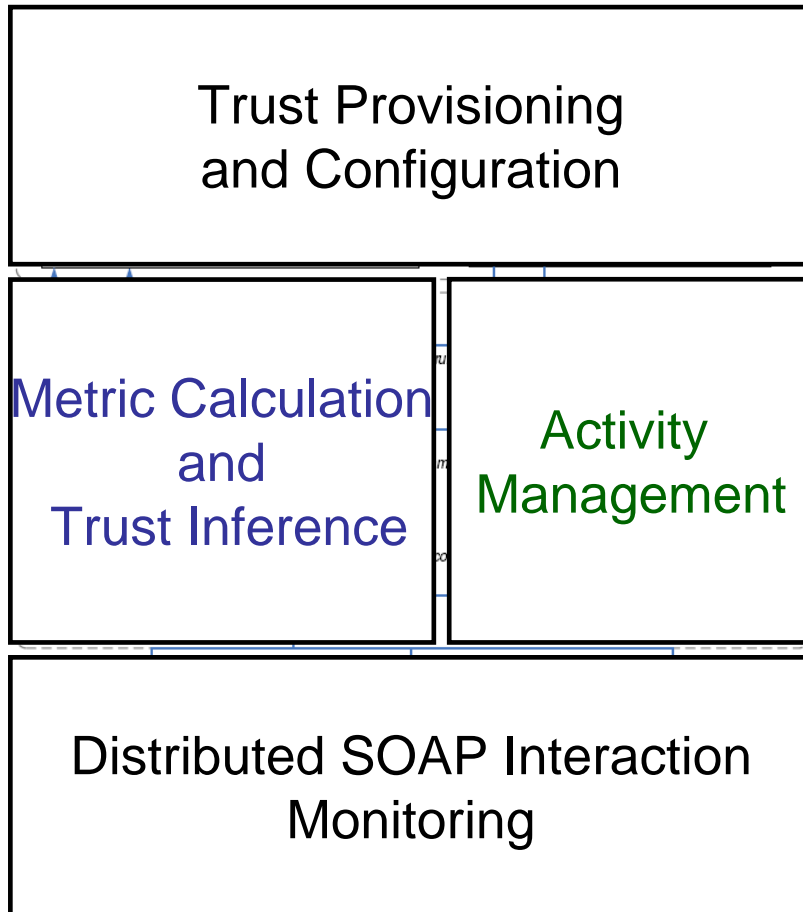 Trust Provisioning
and Configuration
Metric Calculation
and
Trust Inference
Activity
Management
Distributed SOAP Interaction
Monitoring